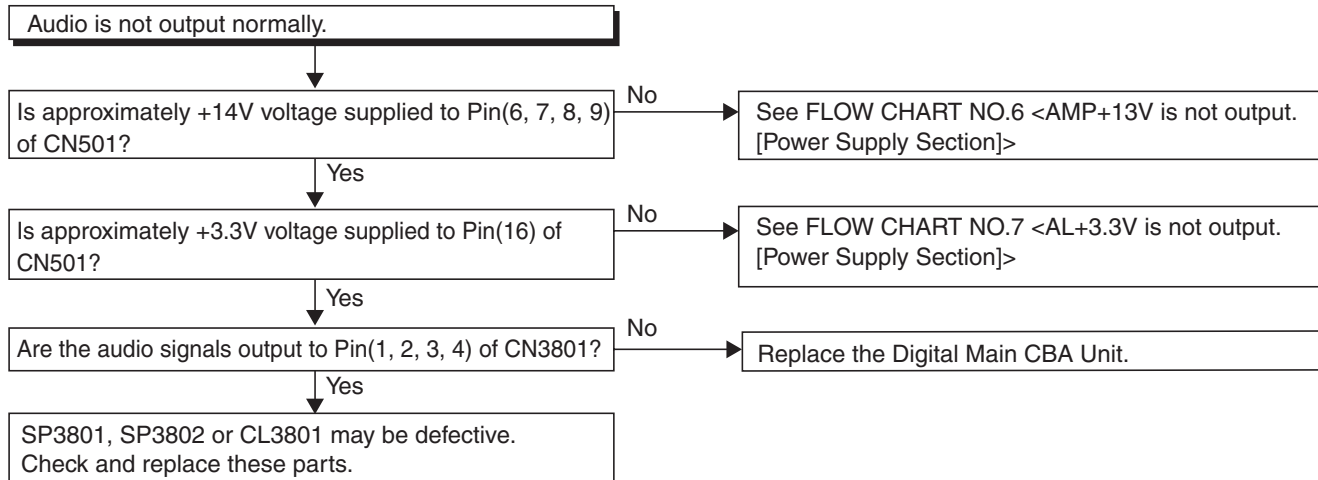 Audio is not output normally.
Is approximately +14V voltage supplied to Pin(6, 7, 8, 9)
of CN501?
No
See FLOW CHART NO.6 <AMP+13V is not output.
[Power Supply Section]>
Yes
Is approximately +3.3V voltage supplied to Pin(16) of
CN501?
No
See FLOW CHART NO.7 <AL+3.3V is not output.
[Power Supply Section]>
Yes
Are the audio signals output to Pin(1, 2, 3, 4) of CN3801?
No
Replace the Digital Main CBA Unit.
Yes
SP3801, SP3802 or CL3801 may be defective.
Check and replace these parts.